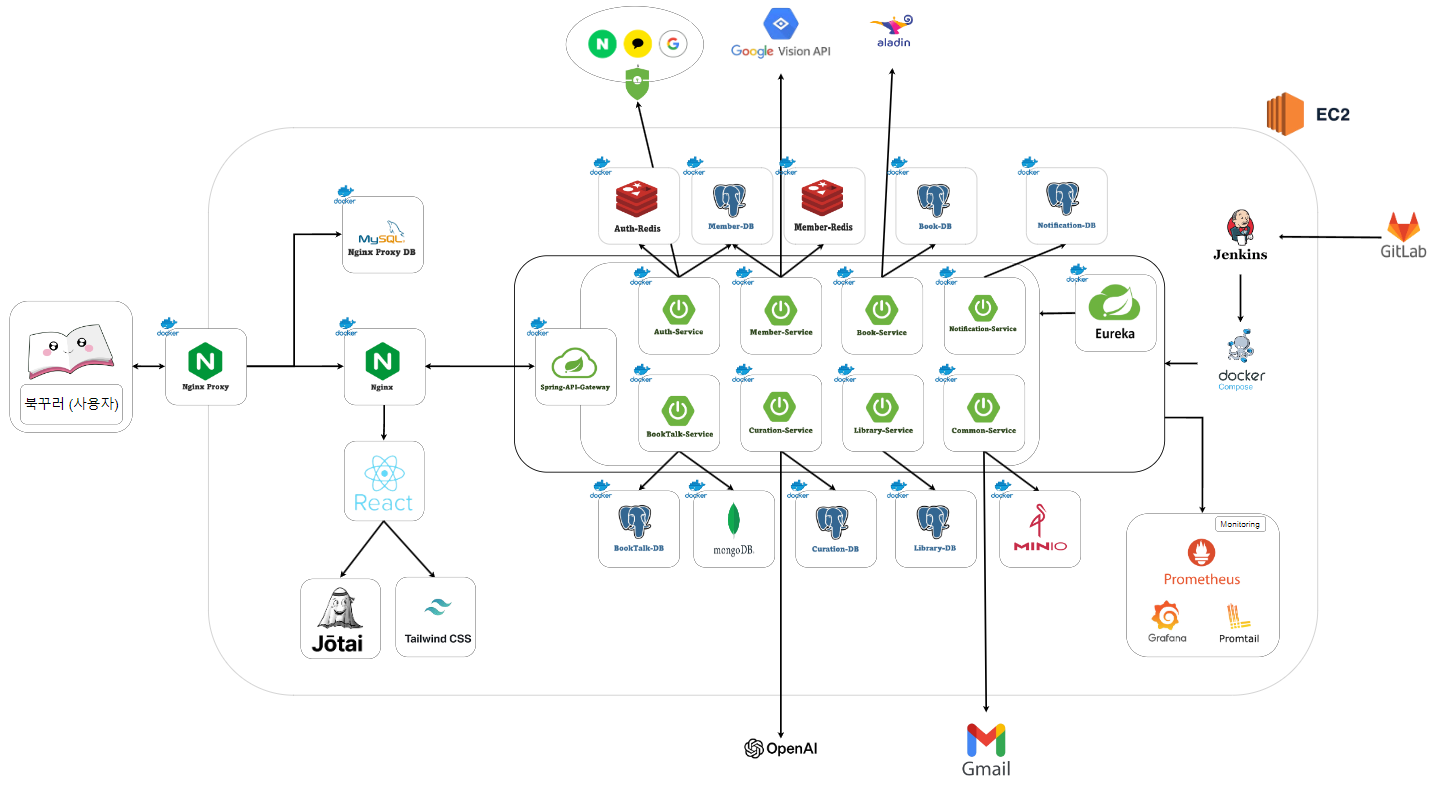 N
G
1
Google Vision API
aladin
EC2
docker
docker
docker
docker
docker
Auth-Redis
Member-DB
Member-Redis
Book-DB
Notification-DB
docker
MySQL
Nginx Proxy DB
Jenkins
GitLab
docker
docker
docker
docker
docker
Auth-Service
Member-Service
Book-Service
Notification-Service
Eureka
docker
N
Nginx Proxy
docker
N
Nginx
docker
Spring-API-Gateway
docker
Compose
북꾸러 (사용자)
docker
docker
docker
docker
BookTalk-Service
Curation-Service
Library-Service
Common-Service
React
docker
docker
docker
docker
docker
BookTalk-DB
mongoDB.
Curation-DB
Library-DB
MINIO
Monitoring
Prometheus
Grafana
Promtail
Jōtai
Tailwind CSS
OpenAI
Gmail